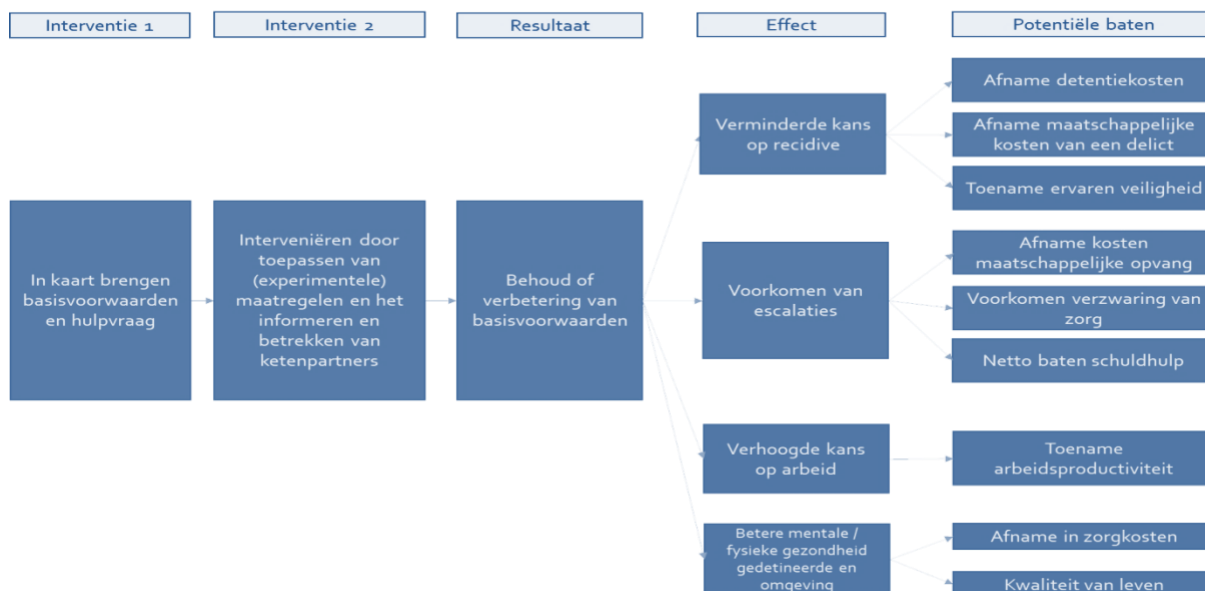 Interventie 1
Interventie 2
Resultaat
Effect
Potentiële baten
In kaart brengen
basisvoorwaarden
en hulpvraag
Interveniëren door
toepassen van
(experimentele)
maatregelen en het
informeren en
betrekken van
ketenpartners
Behoud of
verbetering van
basisvoorwaarden
Verminderde kans
op recidive
Afname detentiekosten
Afname maatschappelijke
kosten van een delict
Toename ervaren veiligheid
Voorkomen van
escalaties
Afname kosten
maatschappelijke opvang
Voorkomen verzwaring van
zorg
Netto baten schuldhulp
Verhoogde kans
op arbeid
Toename
arbeidsproductiviteit
Betere mentale /
fysieke gezondheid
gedetineerde en
omgeving
Afname in zorgkosten
Kwaliteit van leven